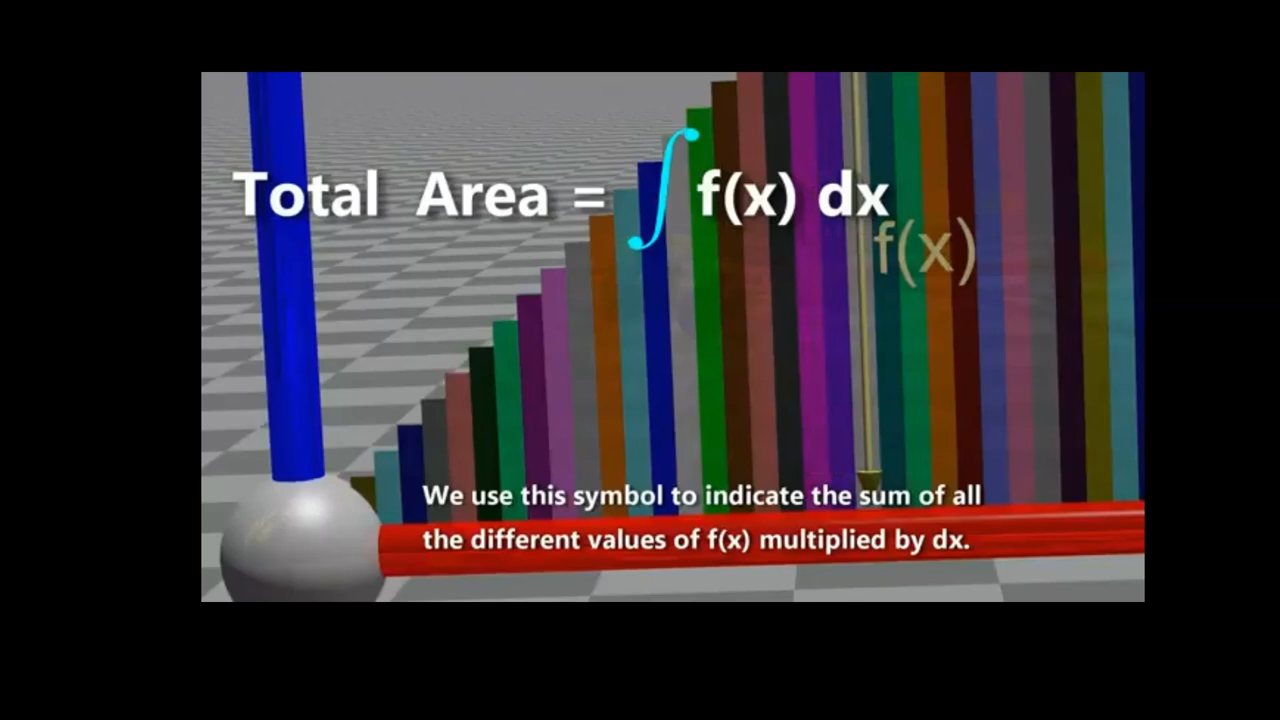 Total Area = ∫ f(x) dx
f(x)
We use this symbol to indicate the sum of all
the different values of f(x) multiplied by dx.